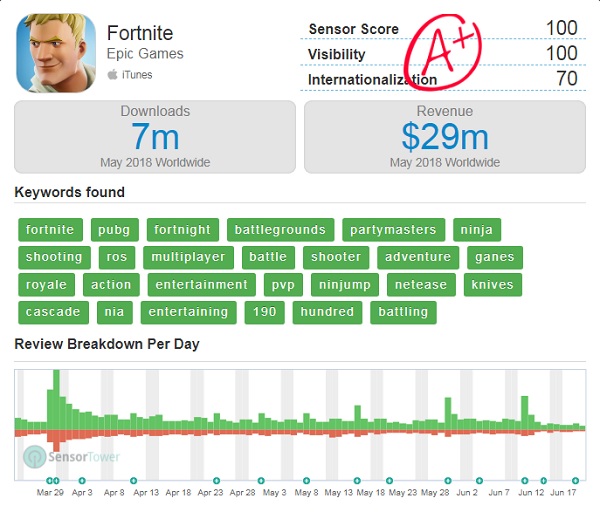 Fortnite
Epic Games
iTunes
Sensor Score 100
Visibility 100
Internationalization 70
A+
Downloads
7m
May 2018 Worldwide
Revenue
$29m
May 2018 Worldwide
Keywords found
fortnite pubg fortnight battlegrounds partymasters ninja
shooting ros multiplayer battle shooter adventure ganes
royale action entertainment pvp ninjump netease knives
cascade nia entertaining 190 hundred battling
Review Breakdown Per Day
SensorTower
Mar 29 Apr 3 Apr 8 Apr 13 Apr 18 Apr 23 Apr 28 May 3 May 8 May 13 May 18 May 23 May 28 Jun 2 Jun 7 Jun 12 Jun 17